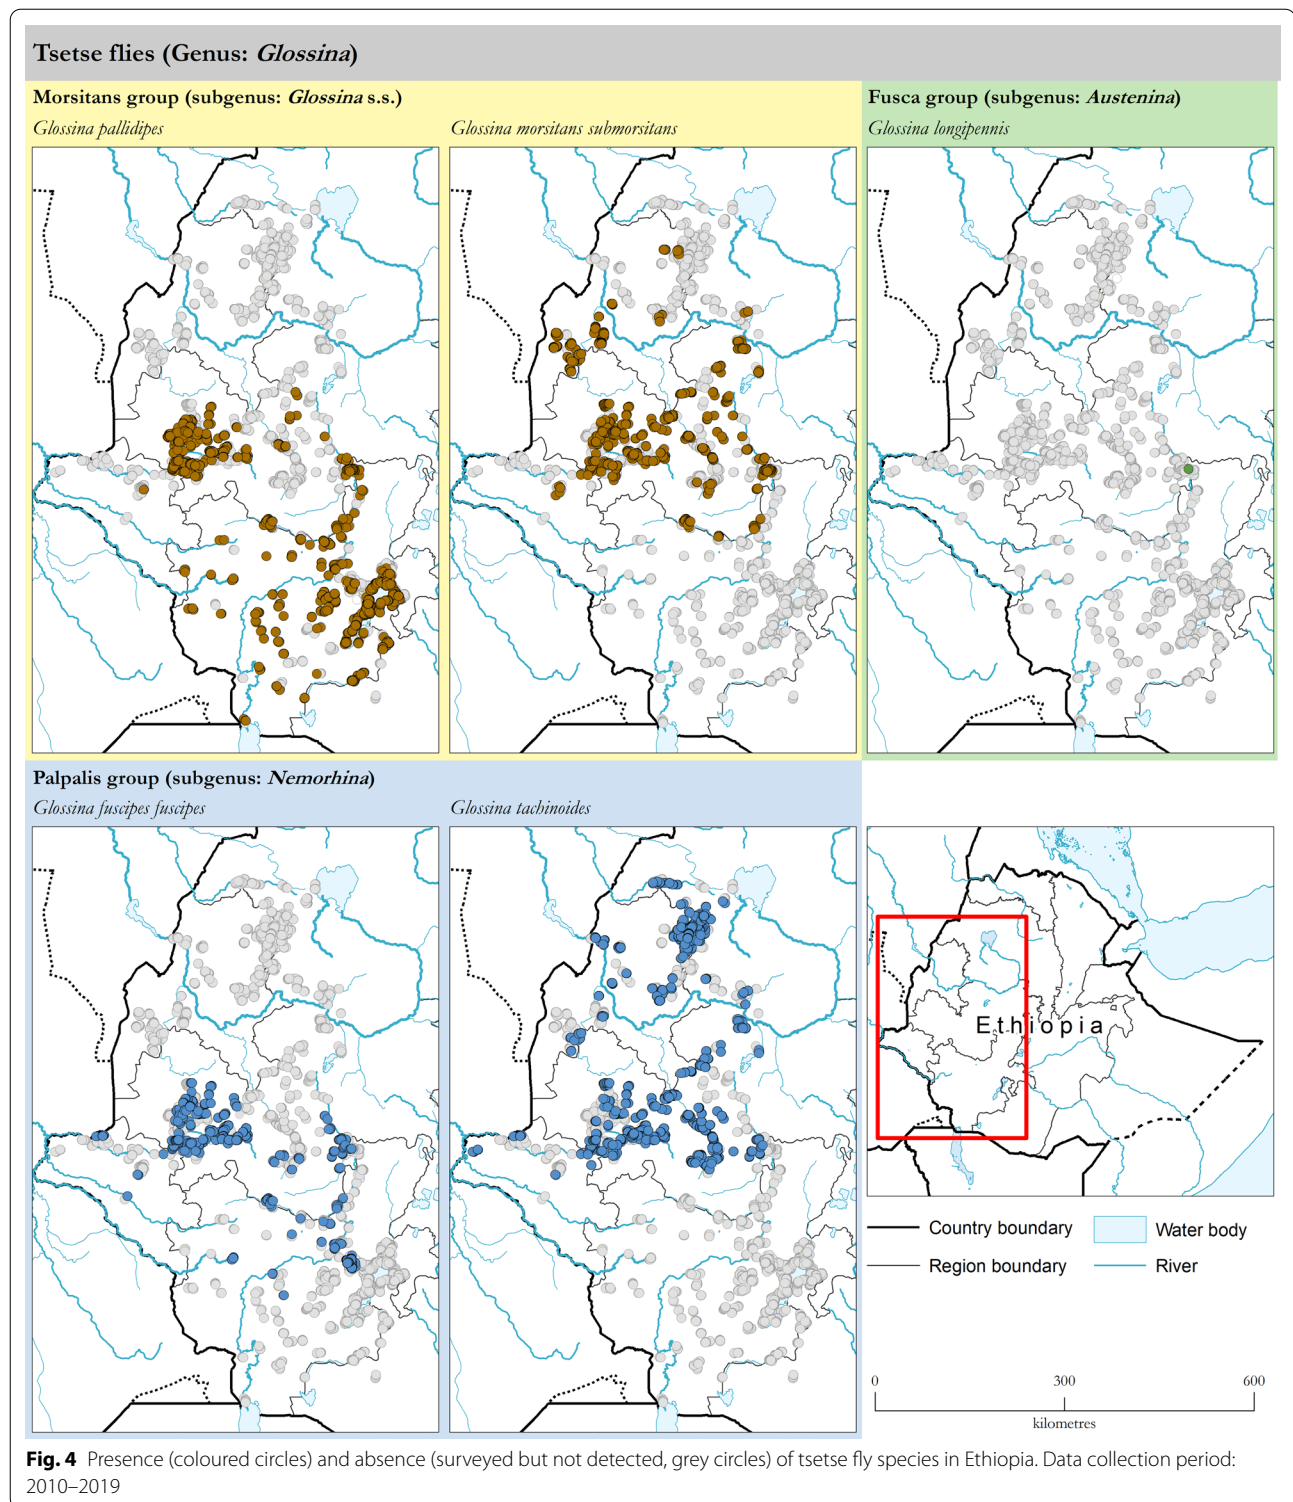 Tsetse flies (Genus: Glossina)
Morsitans group (subgenus: Glossina s.s.)
Glossina pallidipes
Glossina morsitans submorsitans
Fusca group (subgenus: Austenina)
Glossina longipennis
Palpalis group (subgenus: Nemorhina)
Glossina fuscipes fuscipes
Glossina tachinoides
Ethiopia
Country boundary
Water body
Region boundary
River
0 300 600
kilometres
Fig. 4 Presence (coloured circles) and absence (surveyed but not detected, grey circles) of tsetse fly species in Ethiopia. Data collection period:
2010–2019